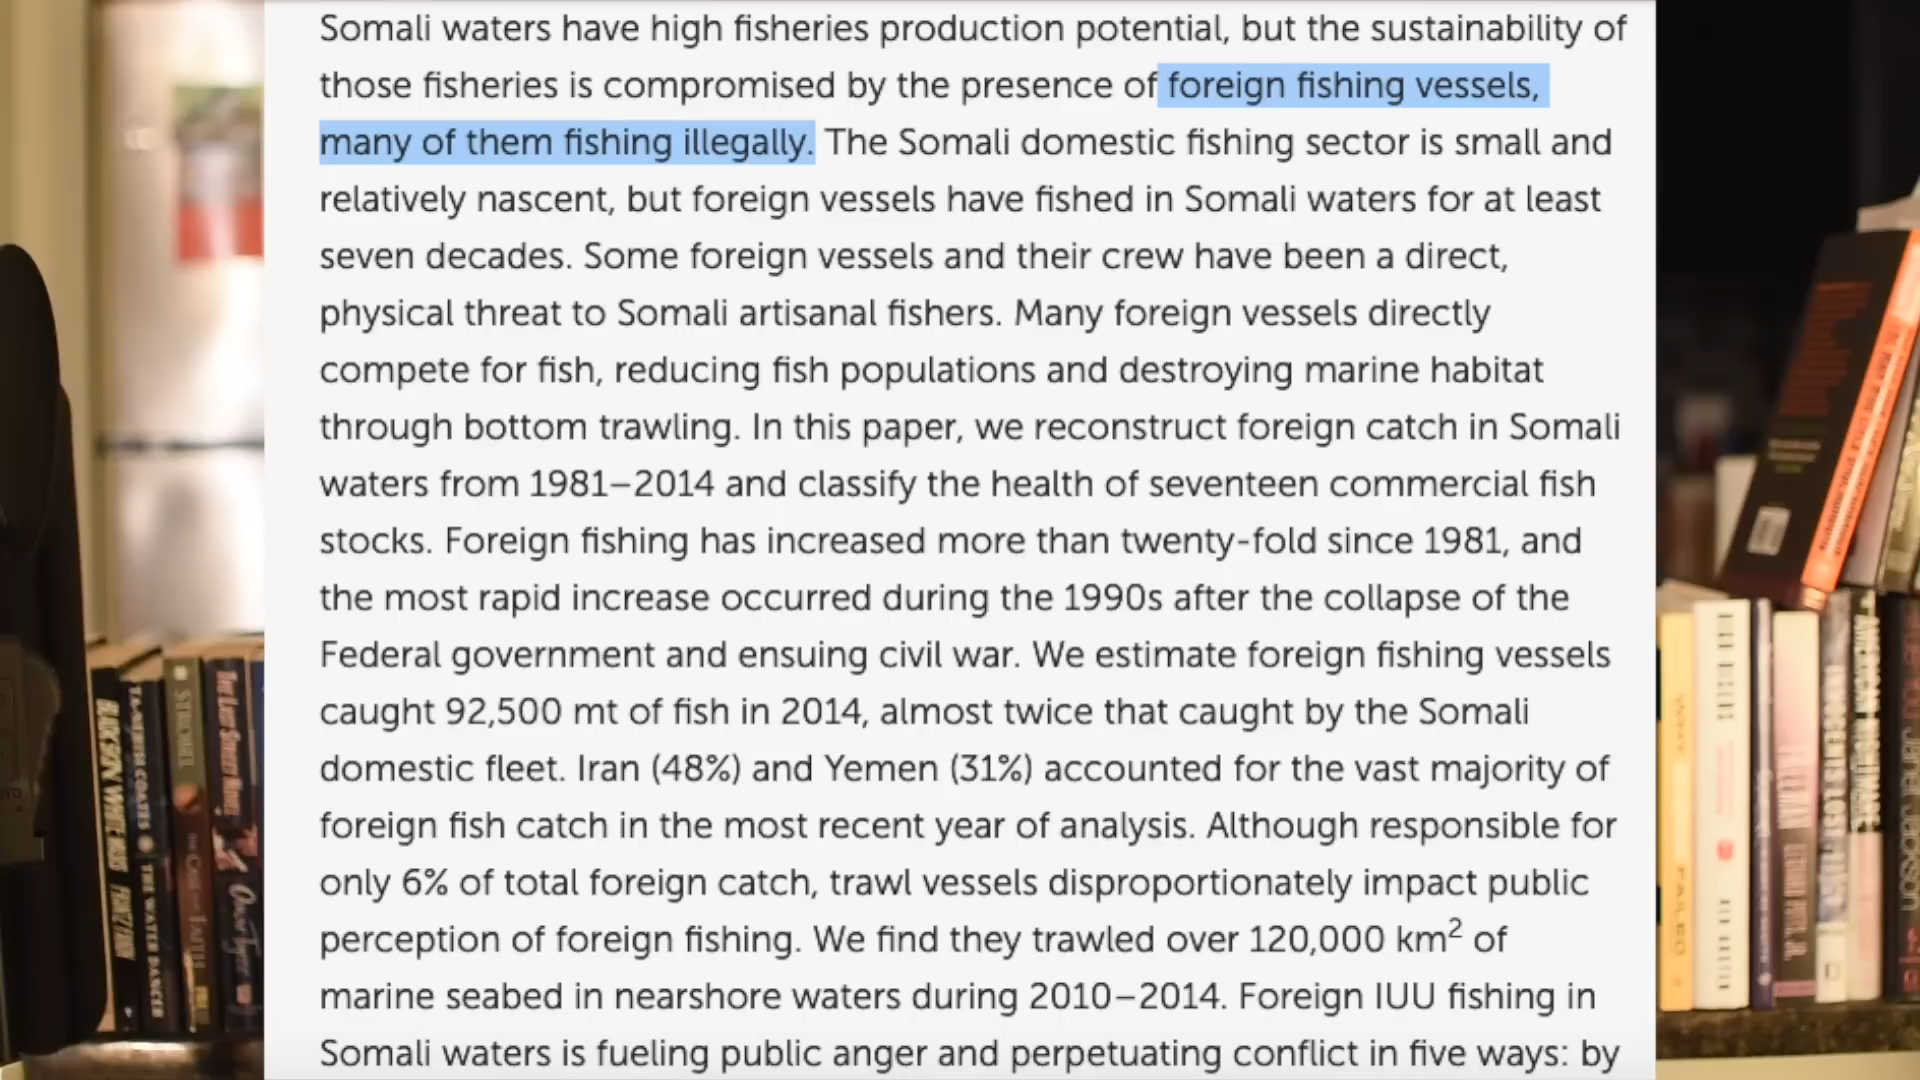 Somali waters have high fisheries production potential, but the sustainability of
those fisheries is compromised by the presence of foreign fishing vessels,
many of them fishing illegally. The Somali domestic fishing sector is small and
relatively nascent, but foreign vessels have fished in Somali waters for at least
seven decades. Some foreign vessels and their crew have been a direct,
physical threat to Somali artisanal fishers. Many foreign vessels directly
compete for fish, reducing fish populations and destroying marine habitat
through bottom trawling. In this paper, we reconstruct foreign catch in Somali
waters from 1981–2014 and classify the health of seventeen commercial fish
stocks. Foreign fishing has increased more than twenty-fold since 1981, and
the most rapid increase occurred during the 1990s after the collapse of the
Federal government and ensuing civil war. We estimate foreign fishing vessels
caught 92,500 mt of fish in 2014, almost twice that caught by the Somali
domestic fleet. Iran (48%) and Yemen (31%) accounted for the vast majority of
foreign fish catch in the most recent year of analysis. Although responsible for
only 6% of total foreign catch, trawl vessels disproportionately impact public
perception of foreign fishing. We find they trawled over 120,000 km² of
marine seabed in nearshore waters during 2010–2014. Foreign IUU fishing in
Somali waters is fueling public anger and perpetuating conflict in five ways: by
TA-NEHISI COATES THE WATER DANCER